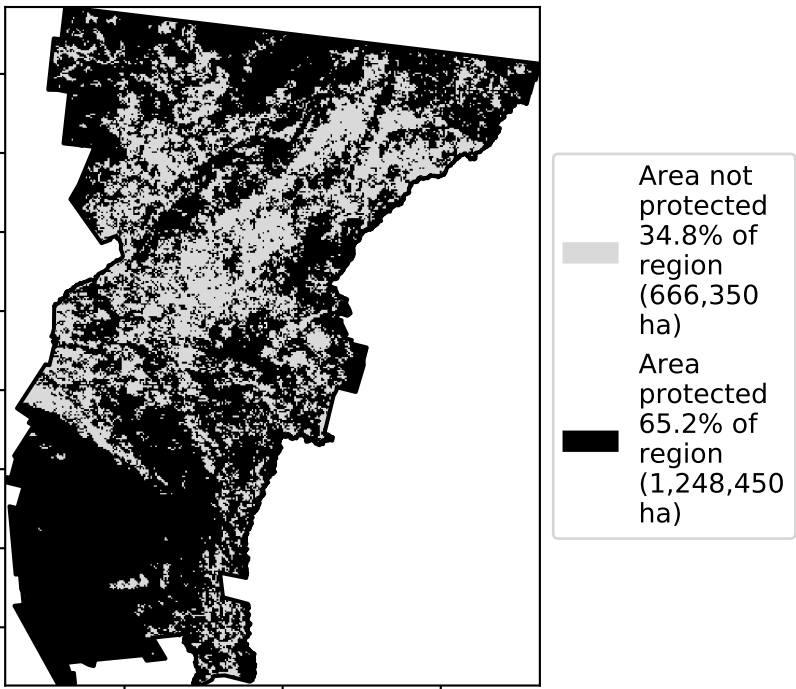 Area not
protected
34.8% of
region
(666,350
ha)
Area
protected
65.2% of
region
(1,248,450
ha)